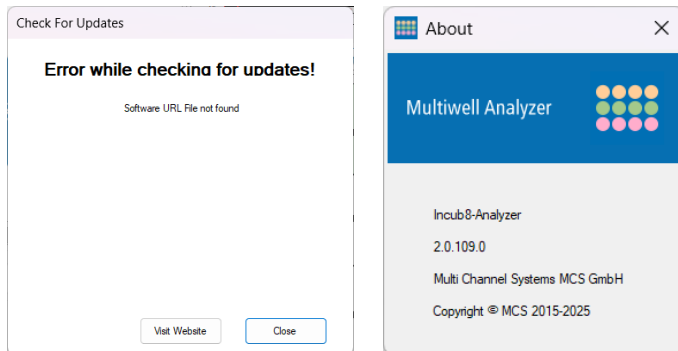 Check For Updates
Error while checking for updates!
Software URL File not found
Visit Website
Close
About
Multiwell Analyzer
Incub8-Analyzer
2.0.109.0
Multi Channel Systems MCS GmbH
Copyright © MCS 2015-2025